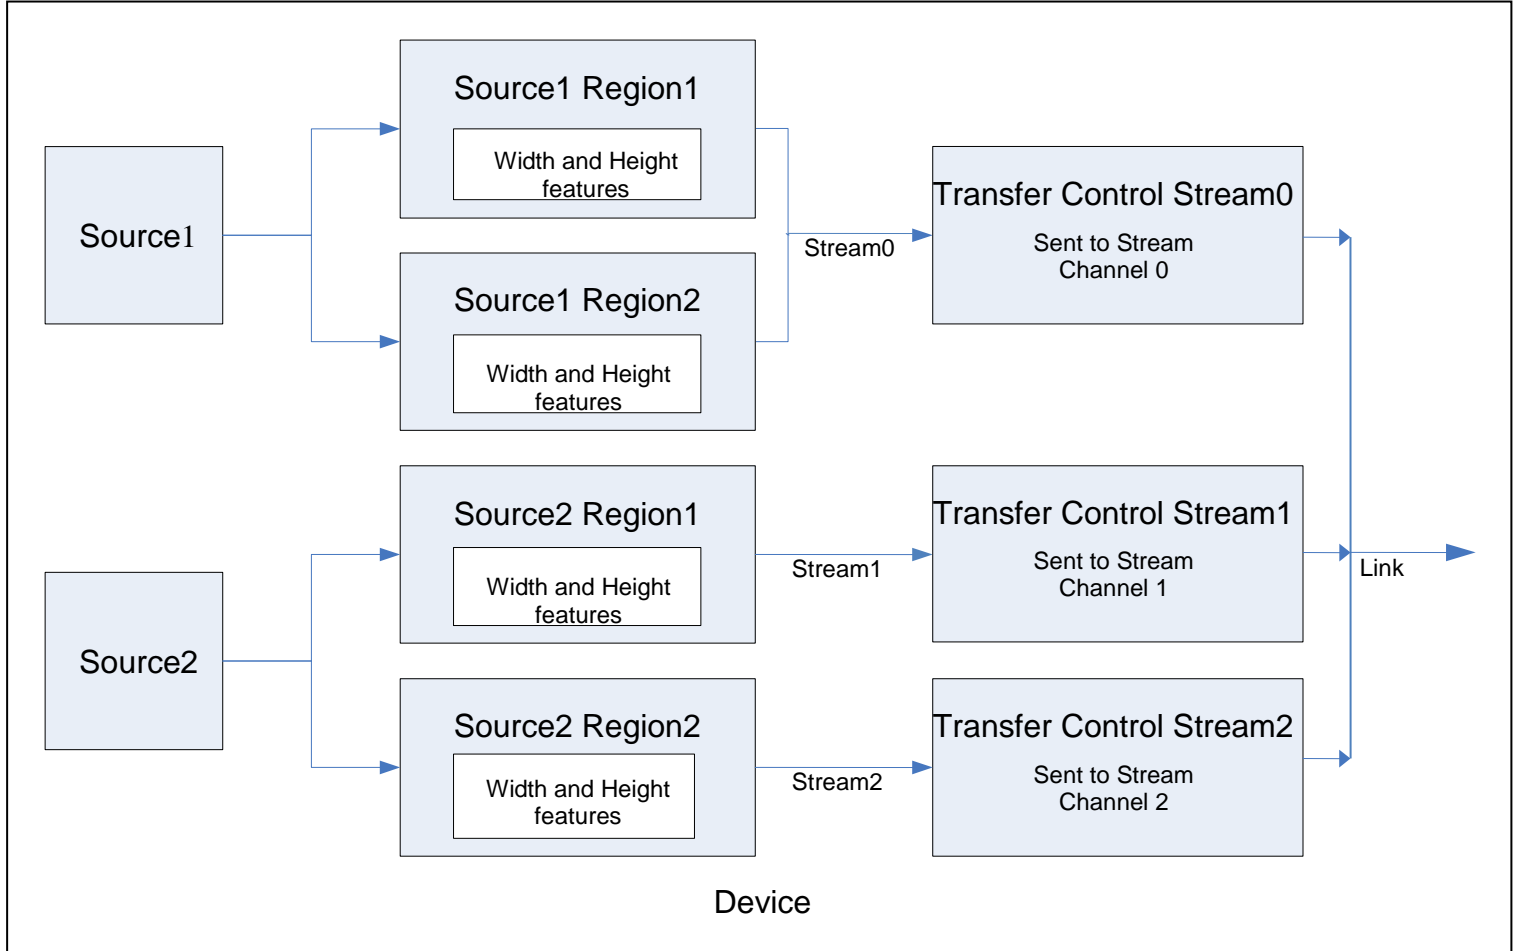 Source1
Source1 Region1
Width and Height
features
Source1 Region2
Width and Height
features
Stream0
Transfer Control Stream0
Sent to Stream
Channel 0
Source2
Source2 Region1
Width and Height
features
Stream1
Transfer Control Stream1
Sent to Stream
Channel 1
Source2 Region2
Width and Height
features
Stream2
Transfer Control Stream2
Sent to Stream
Channel 2
Link
Device